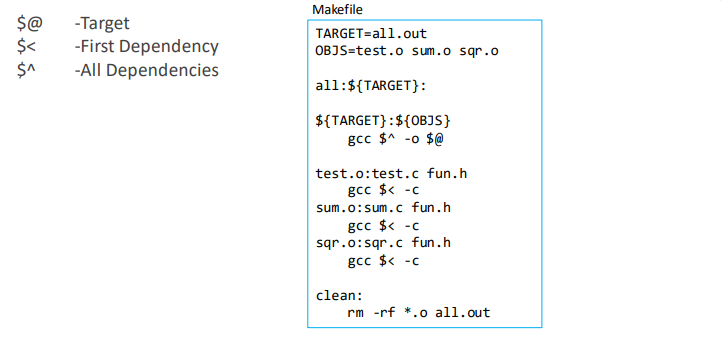 $@ -Target
$< -First Dependency
$^ -All Dependencies
Makefile
TARGET=all.out
OBJS=test.o sum.o sqr.o
all:${TARGET}:
${TARGET}:${OBJS}
gcc $^ -o $@
test.o:test.c fun.h
gcc $< -c
sum.o:sum.c fun.h
gcc $< -c
sqr.o:sqr.c fun.h
gcc $< -c
clean:
rm -rf *.o all.out